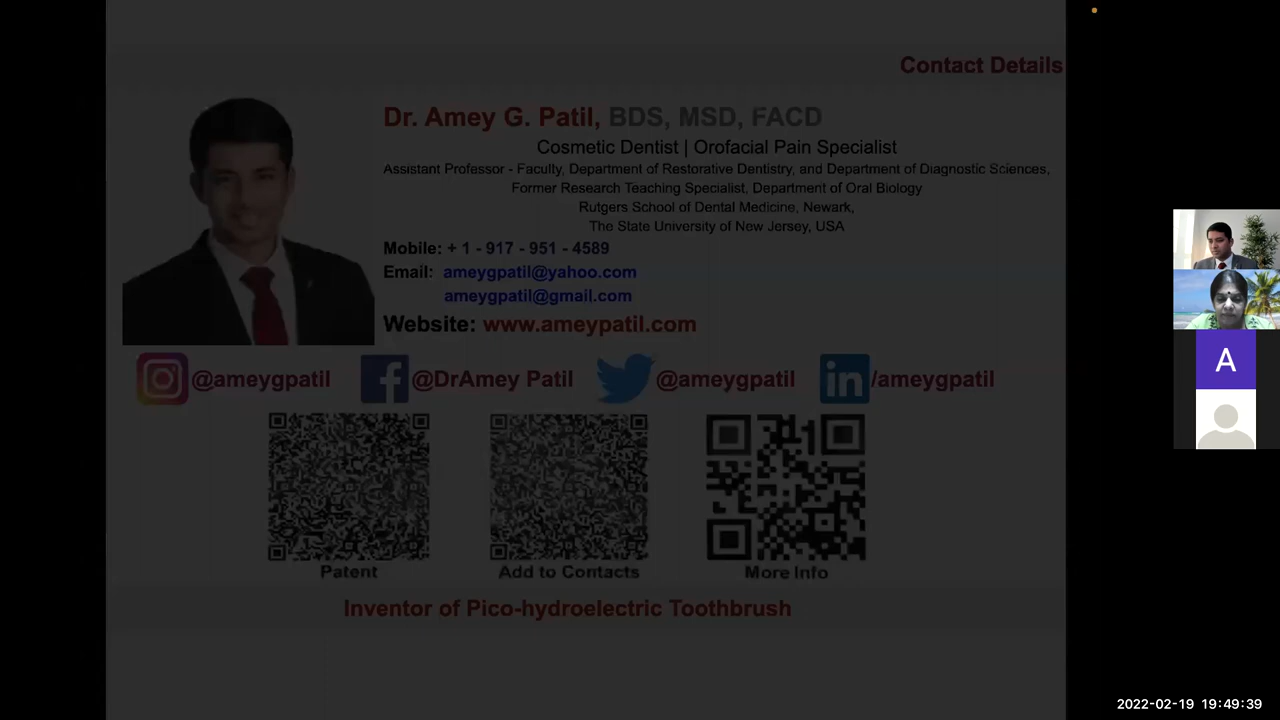 Contact Details
Dr. Amey G. Patil, BDS, MSD, FACD
Cosmetic Dentist | Orofacial Pain Specialist
Assistant Professor - Faculty, Department of Restorative Dentistry, and Department of Diagnostic Sciences,
Former Research Teaching Specialist, Department of Oral Biology
Rutgers School of Dental Medicine, Newark,
The State University of New Jersey, USA
Mobile: + 1 - 917 - 951 - 4589
Email: ameygpatil@yahoo.com
ameygpatil@gmail.com
Website: www.ameypatil.com
@ameygpatil @DrAmey Patil @ameygpatil in/ameygpatil
Patent Add to Contacts More Info
Inventor of Pico-hydroelectric Toothbrush
A
2022-02-19 19:49:39